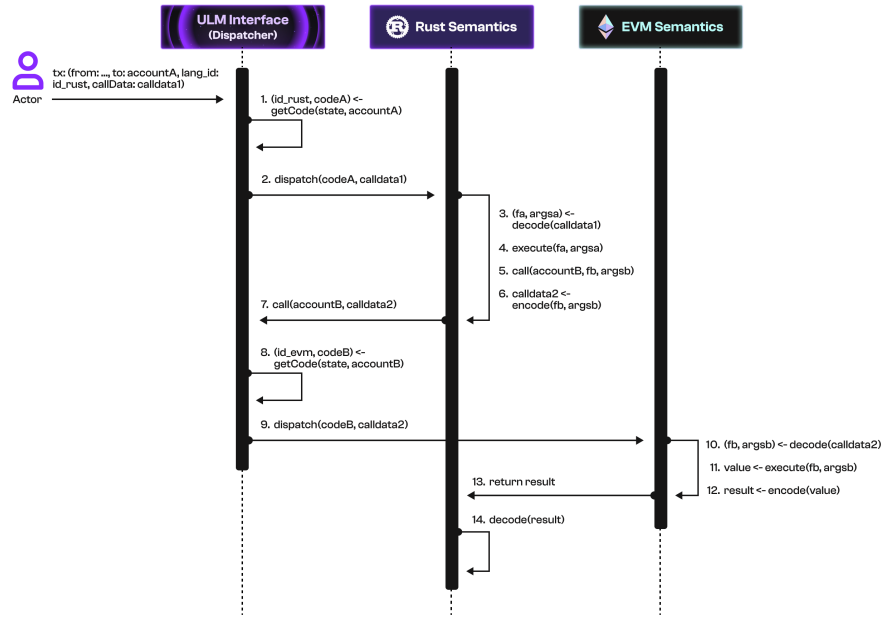 ULM Interface
(Dispatcher)
Rust Semantics
EVM Semantics
tx: (from: ..., to: accountA, lang_id:
id_rust, callData: calldata1)
Actor
1. (id_rust, codeA) <-
getCode(state, accountA)
2. dispatch(codeA, calldata1)
3. (fa, argsa) <-
decode(calldata1)
4. execute(fa, argsa)
5. call(accountB, fb, argsb)
6. calldata2 <-
encode(fb, argsb)
7. call(accountB, calldata2)
8. (id_evm, codeB) <-
getCode(state, accountB)
9. dispatch(codeB, calldata2)
10. (fb, argsb) <- decode(calldata2)
11. value <- execute(fb, argsb)
12. result <- encode(value)
13. return result
14. decode(result)